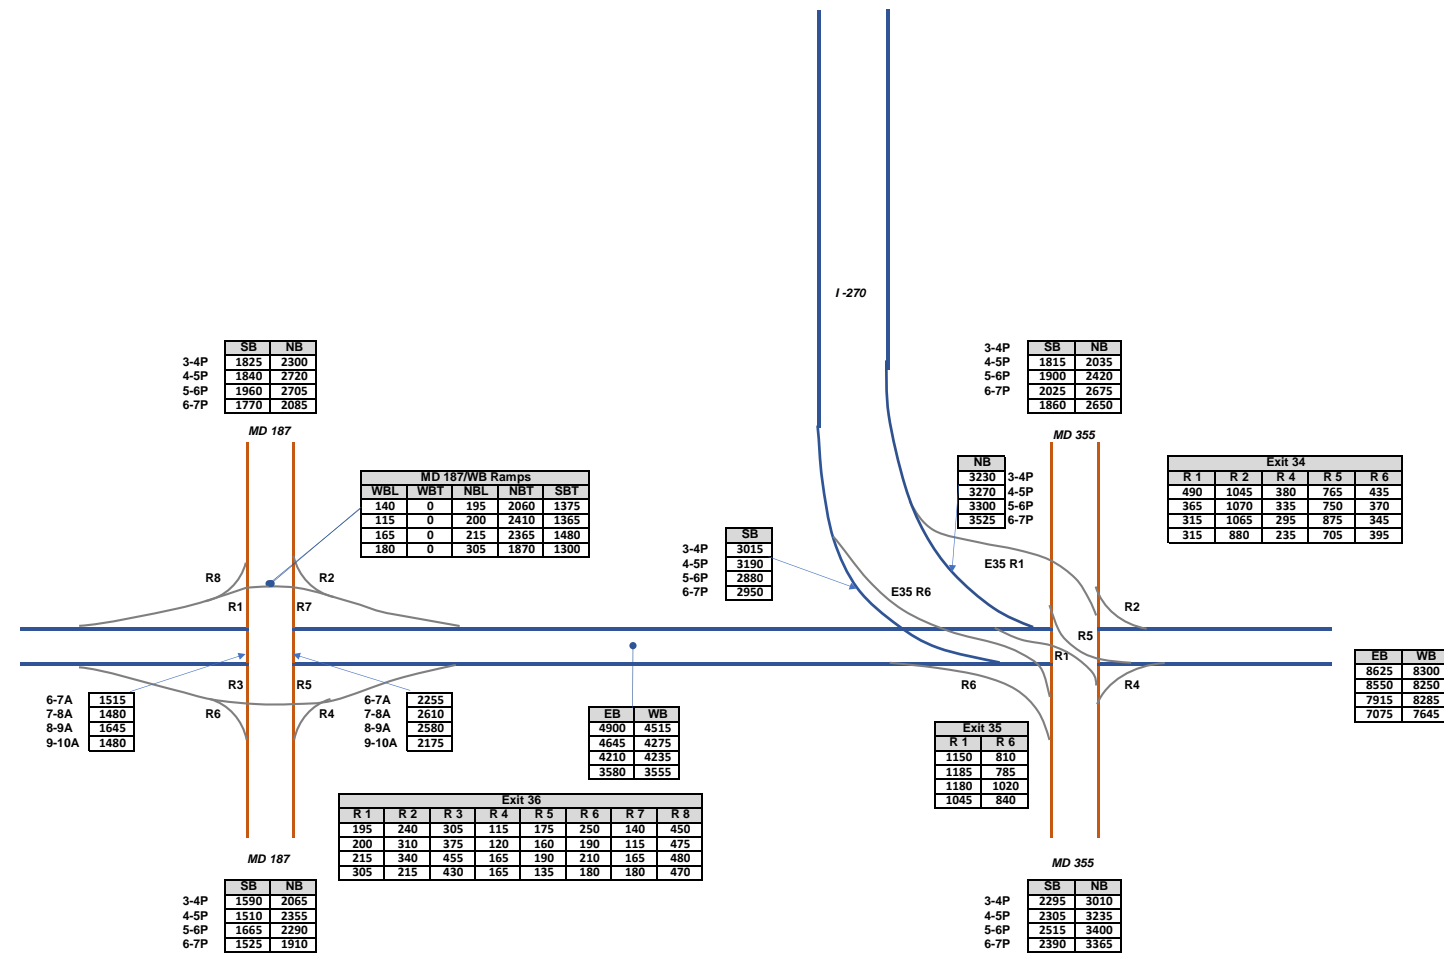 I -270
SB NB
3-4P 1825 2300
4-5P 1840 2720
5-6P 1960 2705
6-7P 1770 2085
MD 187
SB NB
3-4P 1815 2035
4-5P 1900 2420
5-6P 2025 2675
6-7P 1860 2650
MD 355
MD 187/WB Ramps
WBL WBT NBL NBT SBT
140 0 195 2060 1375
115 0 200 2410 1365
165 0 215 2365 1480
180 0 305 1870 1300
NB
3230 3-4P
3270 4-5P
3300 5-6P
3525 6-7P
Exit 34
R 1 R 2 R 4 R 5 R 6
490 1045 380 765 435
365 1070 335 750 370
315 1065 295 875 345
315 880 235 705 395
SB
3-4P 3015
4-5P 3190
5-6P 2880
6-7P 2950
R8 R2
R1 R7
E35 R1
E35 R6
R2
R5
R1
R3 R5
R6 R4
R6 R4
6-7A 1515
7-8A 1480
8-9A 1645
9-10A 1480
6-7A 2255
7-8A 2610
8-9A 2580
9-10A 2175
EB WB
4900 4515
4645 4275
4210 4235
3580 3555
EB WB
8625 8300
8550 8250
7915 8285
7075 7645
Exit 35
R 1 R 6
1150 810
1185 785
1180 1020
1045 840
Exit 36
R 1 R 2 R 3 R 4 R 5 R 6 R 7 R 8
195 240 305 115 175 250 140 450
200 310 375 120 160 190 115 475
215 340 455 165 190 210 165 480
305 215 430 165 135 180 180 470
MD 187
SB NB
3-4P 1590 2065
4-5P 1510 2355
5-6P 1665 2290
6-7P 1525 1910
MD 355
SB NB
3-4P 2295 3010
4-5P 2305 3235
5-6P 2515 3400
6-7P 2390 3365